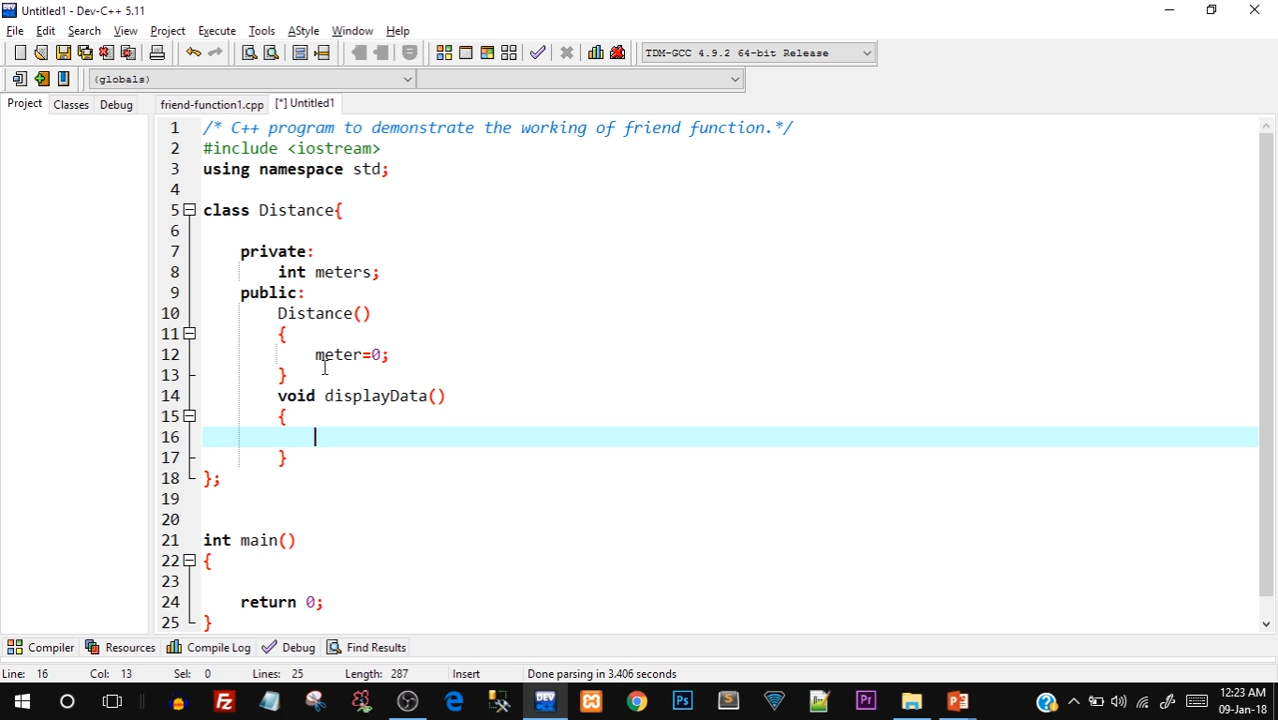 Untitled1 - Dev-C++ 5.11
File Edit Search View Project Execute Tools AStyle Window Help
TDM-GCC 4.9.2 64-bit Release
(globals)
Project Classes Debug friend-function1.cpp [*] Untitled1
1 /* C++ program to demonstrate the working of friend function.*/
2 #include <iostream>
3 using namespace std;
4
5 class Distance{
6
7 private:
8 int meters;
9 public:
10 Distance()
11 {
12 meter=0;
13 }
14 void displayData()
15 {
16
17 }
18 };
19
20
21 int main()
22 {
23
24 return 0;
25 }
Compiler Resources Compile Log Debug Find Results
Line: 16 Col: 13 Sel: 0 Lines: 25 Length: 287 Insert Done parsing in 3.406 seconds
12:23 AM
09-Jan-18